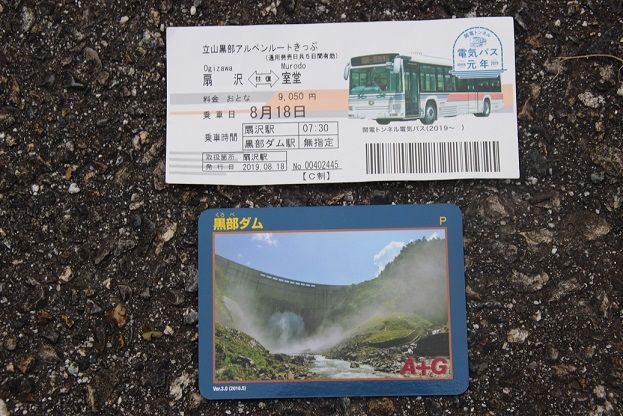 立山黒部アルペンルートきっぷ
(通用発売日共5日間有効)
Ogizawa Murodo
扇沢 往復 室堂
料金 おとな 9,050 円
乗車日 8月18日
乗車時間 扇沢駅 07:30
黒部ダム駅 無指定
取扱箇所 扇沢駅
発行日 2019.08.18 No.00402445
【C制】
関電トンネル
電気バス
元年
2019
関電トンネル電気バス(2019~ )
くろべ
黒部ダム P
A+G
Ver.3.0 (2016.5)